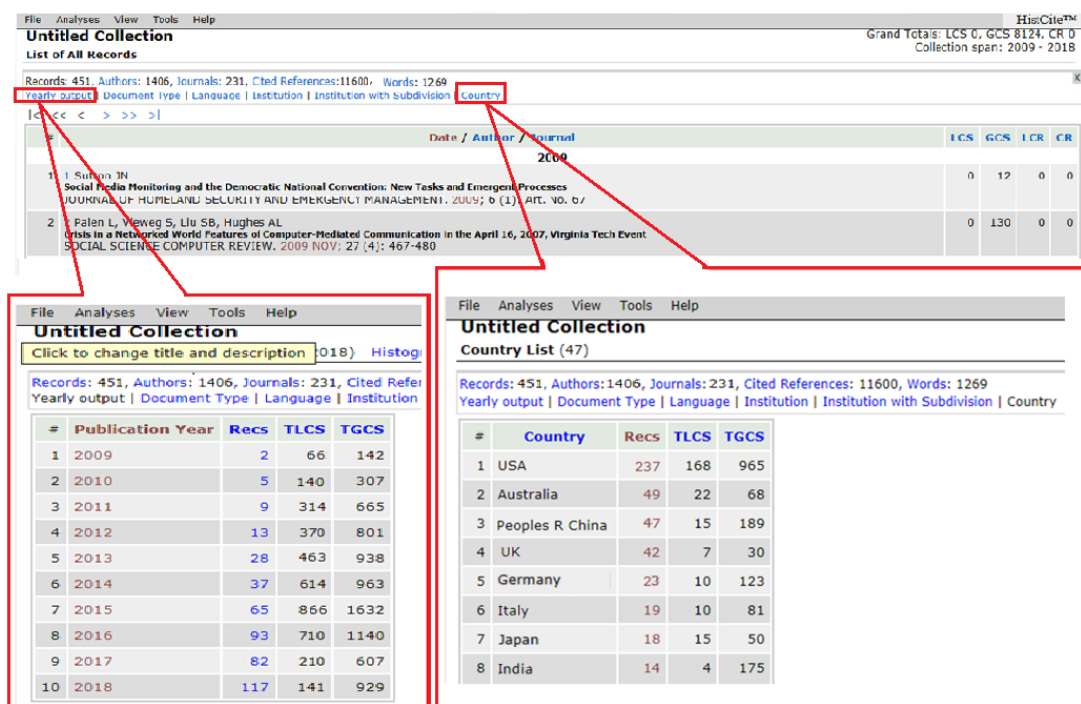 File Analyses View Tools Help HistCite™
Untitled Collection Grand Totals: LCS 0, GCS 8124, CR 0
List of All Records Collection span: 2009 - 2018
Records: 451, Authors: 1406, Journals: 231, Cited References:11600, Words: 1269 X
Yearly output | Document Type | Language | Institution | Institution with Subdivision | Country
|< << < > >> >|
# Date / Author / Journal LCS GCS LCR CR
2009
1 1 Sutton JN 0 12 0 0
Social Media Monitoring and the Democratic National Convention: New Tasks and Emergent Processes
JOURNAL OF HOMELAND SECURITY AND EMERGENCY MANAGEMENT. 2009; 6 (1): Art. No. 67
2 Palen L, Vieweg S, Liu SB, Hughes AL 0 130 0 0
Crisis in a Networked World Features of Computer-Mediated Communication in the April 16, 2007, Virginia Tech Event
SOCIAL SCIENCE COMPUTER REVIEW. 2009 NOV; 27 (4): 467-480
File Analyses View Tools Help
Untitled Collection
Click to change title and description 2018) Histog
Records: 451, Authors: 1406, Journals: 231, Cited Refer
Yearly output | Document Type | Language | Institution
# Publication Year Recs TLCS TGCS
1 2009 2 66 142
2 2010 5 140 307
3 2011 9 314 665
4 2012 13 370 801
5 2013 28 463 938
6 2014 37 614 963
7 2015 65 866 1632
8 2016 93 710 1140
9 2017 82 210 607
10 2018 117 141 929
File Analyses View Tools Help
Untitled Collection
Country List (47)
Records: 451, Authors:1406, Journals:231, Cited References: 11600, Words: 1269
Yearly output | Document Type | Language | Institution | Institution with Subdivision | Country
# Country Recs TLCS TGCS
1 USA 237 168 965
2 Australia 49 22 68
3 Peoples R China 47 15 189
4 UK 42 7 30
5 Germany 23 10 123
6 Italy 19 10 81
7 Japan 18 15 50
8 India 14 4 175